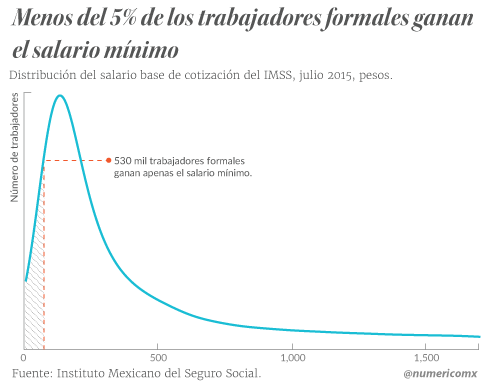 Menos del 5% de los trabajadores formales ganan
el salario mínimo
Distribución del salario base de cotización del IMSS, julio 2015, pesos.
Número de trabajadores
530 mil trabajadores formales
ganan apenas el salario mínimo.
0 500 1,000 1,500
Fuente: Instituto Mexicano del Seguro Social.
@numericomx